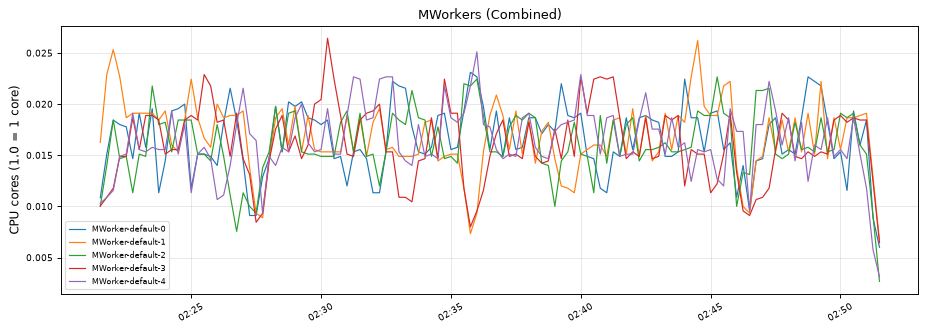 MWorkers (Combined)
CPU cores (1.0 = 1 core)
0.025
0.020
0.015
0.010
0.005
MWorker-default-0
MWorker-default-1
MWorker-default-2
MWorker-default-3
MWorker-default-4
02:25
02:30
02:35
02:40
02:45
02:50